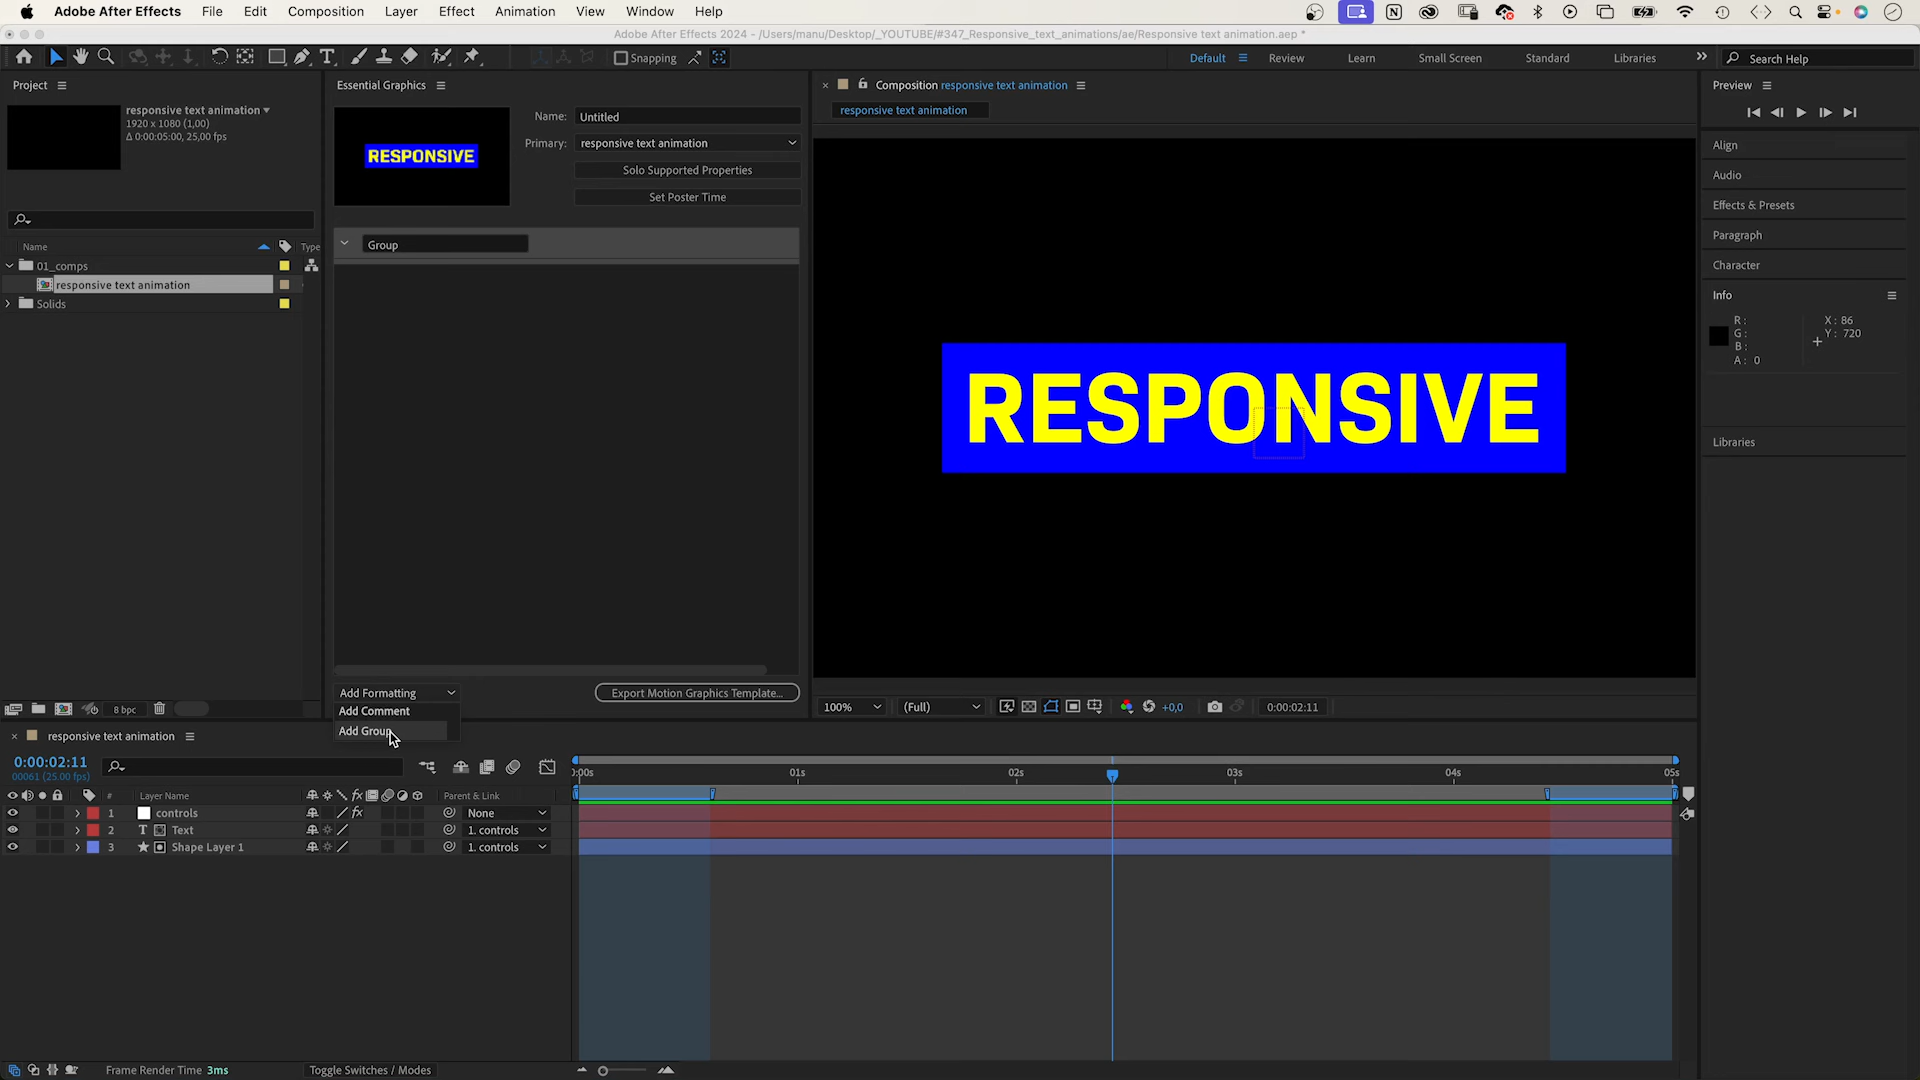 Adobe After Effects File Edit Composition Layer Effect Animation View Window Help
Adobe After Effects 2024 - /Users/manu/Desktop/_YOUTUBE/#347_Responsive_text_animations/ae/Responsive text animation.aep *
Snapping Default Review Learn Small Screen Standard Libraries Search Help
Project
responsive text animation
1920 x 1080 (1,00)
Δ 0:00:05:00, 25,00 fps
Name Type
01_comps
responsive text animation
Solids
8 bpc
Essential Graphics
RESPONSIVE
Name: Untitled
Primary: responsive text animation
Solo Supported Properties
Set Poster Time
Group
Add Formatting
Add Comment
Add Group
Export Motion Graphics Template...
Composition responsive text animation
responsive text animation
RESPONSIVE
100% (Full) +0,0 0:00:02:11
Preview
Align
Audio
Effects & Presets
Paragraph
Character
Info
R :
G :
B :
A : 0
X : 86
Y : 720
Libraries
responsive text animation
0:00:02:11
00061 (25.00 fps)
# Layer Name fx Parent & Link
1 controls fx None
2 T Text 1. controls
3 Shape Layer 1 1. controls
):00s 01s 02s 03s 04s 05s
Frame Render Time 3ms Toggle Switches / Modes